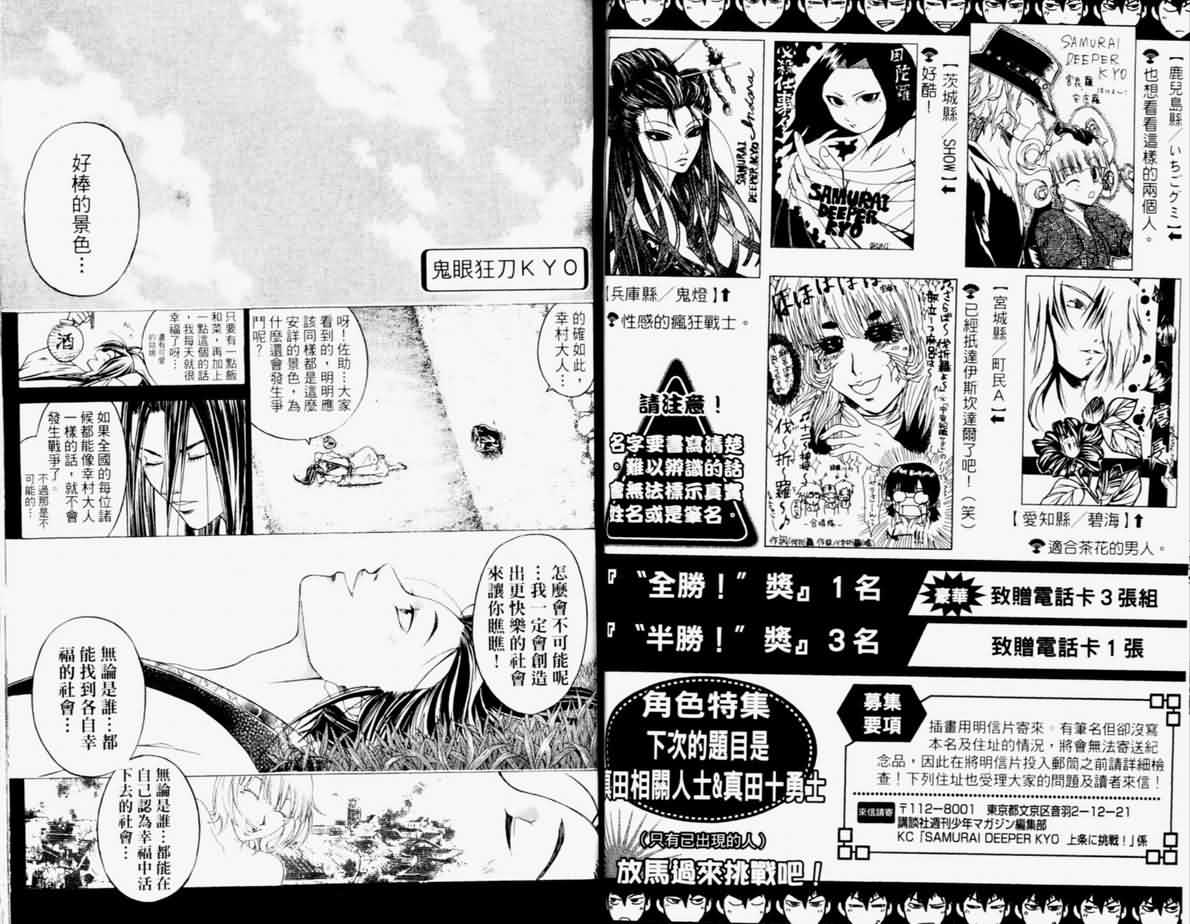 SAMURAI
DEEPER
KYO
【鹿兒島縣／いちごグミ】⬆
也想看看這樣的兩個人。
因陀羅
SAMURAI
DEEPER
KYO
【茨城縣／SHOW】⬆
好酷！
Indara
SAMURAI
DEEPER KYO
【兵庫縣／鬼燈】⬆
性感的瘋狂戰士。
【愛知縣／碧海】⬆
適合茶花的男人。
【宮城縣／町民A】⬅
已經抵達伊斯坎達爾了吧！（笑）
請注意！
名字要書寫清楚
。難以辨識的話
會無法標示真實
姓名或是筆名。
『“全勝！”獎』1名
豪華
致贈電話卡3張組
『“半勝！”獎』3名
致贈電話卡1張
角色特集
下次的題目是
真田相關人士&真田十勇士
（只有已出現的人）
放馬過來挑戰吧！
募集
要項
插畫用明信片寄來。有筆名但卻沒寫
本名及住址的情況，將會無法寄送紀
念品，因此在將明信片投入郵筒之前請詳細檢
查！下列住址也受理大家的問題及讀者來信！
來信請寄
〒112−8001　東京都文京区音羽2−12−21
講談社週刊少年マガジン編集部
KC「SAMURAI DEEPER KYO　上条に挑戦！」係
好棒的景色…
鬼眼狂刀KYO
的確如此，
幸村大人…
呀！佐助…大家
看到的，明明應
該同樣都是這麼
安詳的景色，為
什麼還會發生爭
鬥呢？
只要有一點飯
和菜，再加上
一點這個的話
，我每天就很
幸福了呀…
還有可愛
的姑娘
酒
如果全國的每位諸
候都能像幸村大人
一樣的話，就不會
發生戰爭了…
不過那是不
可能的…
怎麼會不可能呢
…我一定會創造
出更快樂的社會
來讓你瞧瞧！
無論是誰…都
能找到各自幸
福的社會…
無論是誰…都能在
自己認為幸福中活
下去的社會…